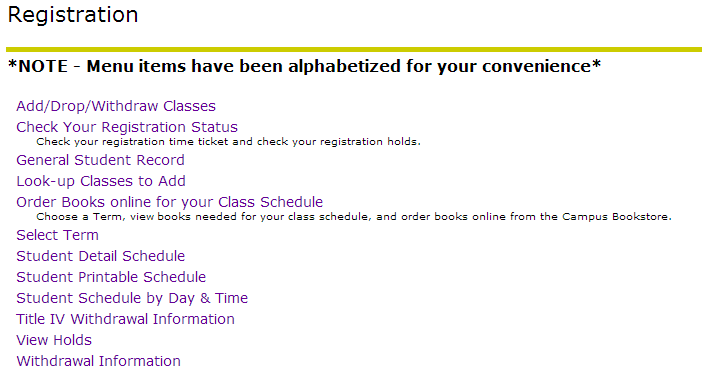 Registration
*NOTE - Menu items have been alphabetized for your convenience*
Add/Drop/Withdraw Classes
Check Your Registration Status
Check your registration time ticket and check your registration holds.
General Student Record
Look-up Classes to Add
Order Books online for your Class Schedule
Choose a Term, view books needed for your class schedule, and order books online from the Campus Bookstore.
Select Term
Student Detail Schedule
Student Printable Schedule
Student Schedule by Day & Time
Title IV Withdrawal Information
View Holds
Withdrawal Information